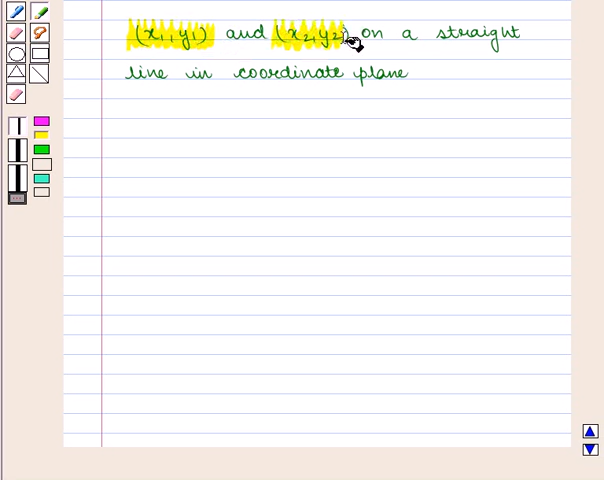 (x₁, y₁) and (x₂, y₂) on a straight
line in coordinate plane